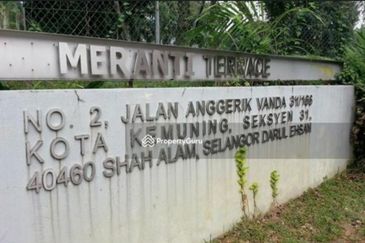 MERANTI TERRACE
NO. 2, JALAN ANGGERIK VANDA 31/166
KOTA KEMUNING, SEKSYEN 31,
40460 SHAH ALAM, SELANGOR DARUL EHSAN
PropertyGuru